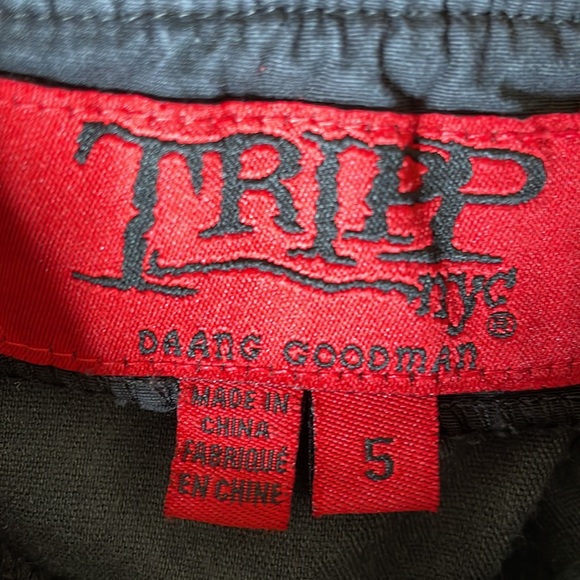 TRIPP
nyc®
DAANG GOODMAN
MADE IN
CHINA
FABRIQUÉ
EN CHINE
5